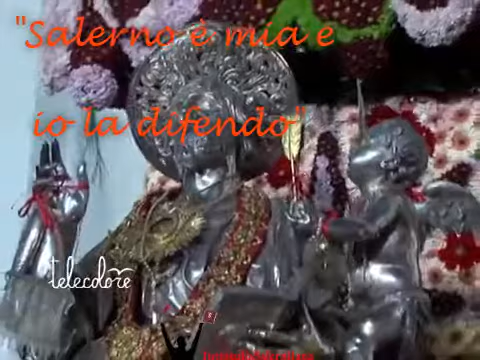 "Salerno è mia e
io la difendo"
telecolore